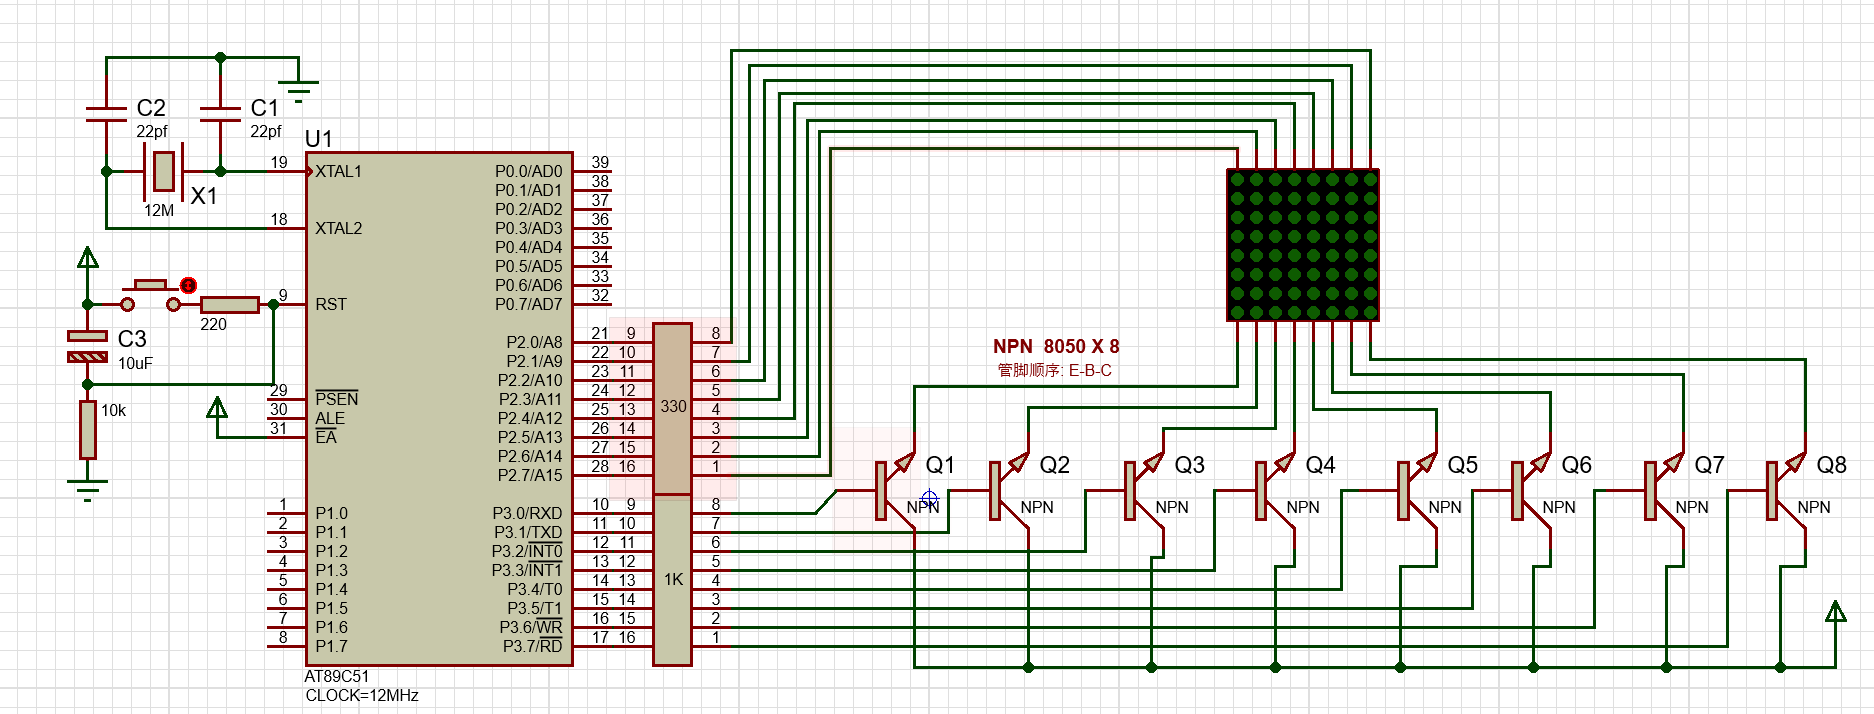 C2
22pf
C1
22pf
X1
12M
U1
19
XTAL1
18
XTAL2
9
RST
220
C3
10uF
10k
29
PSEN
30
ALE
31
EA
1
P1.0
2
P1.1
3
P1.2
4
P1.3
5
P1.4
6
P1.5
7
P1.6
8
P1.7
P0.0/AD0
39
P0.1/AD1
38
P0.2/AD2
37
P0.3/AD3
36
P0.4/AD4
35
P0.5/AD5
34
P0.6/AD6
33
P0.7/AD7
32
P2.0/A8
21
9
8
P2.1/A9
22
10
7
P2.2/A10
23
11
6
P2.3/A11
24
12
5
P2.4/A12
25
13
4
P2.5/A13
26
14
3
P2.6/A14
27
15
2
P2.7/A15
28
16
1
330
P3.0/RXD
10
9
8
P3.1/TXD
11
10
7
P3.2/INT0
12
11
6
P3.3/INT1
13
12
5
P3.4/T0
14
13
4
P3.5/T1
15
14
3
P3.6/WR
16
15
2
P3.7/RD
17
16
1
1K
AT89C51
CLOCK=12MHz
NPN 8050 X 8
管脚顺序: E-B-C
Q1
NPN
Q2
NPN
Q3
NPN
Q4
NPN
Q5
NPN
Q6
NPN
Q7
NPN
Q8
NPN